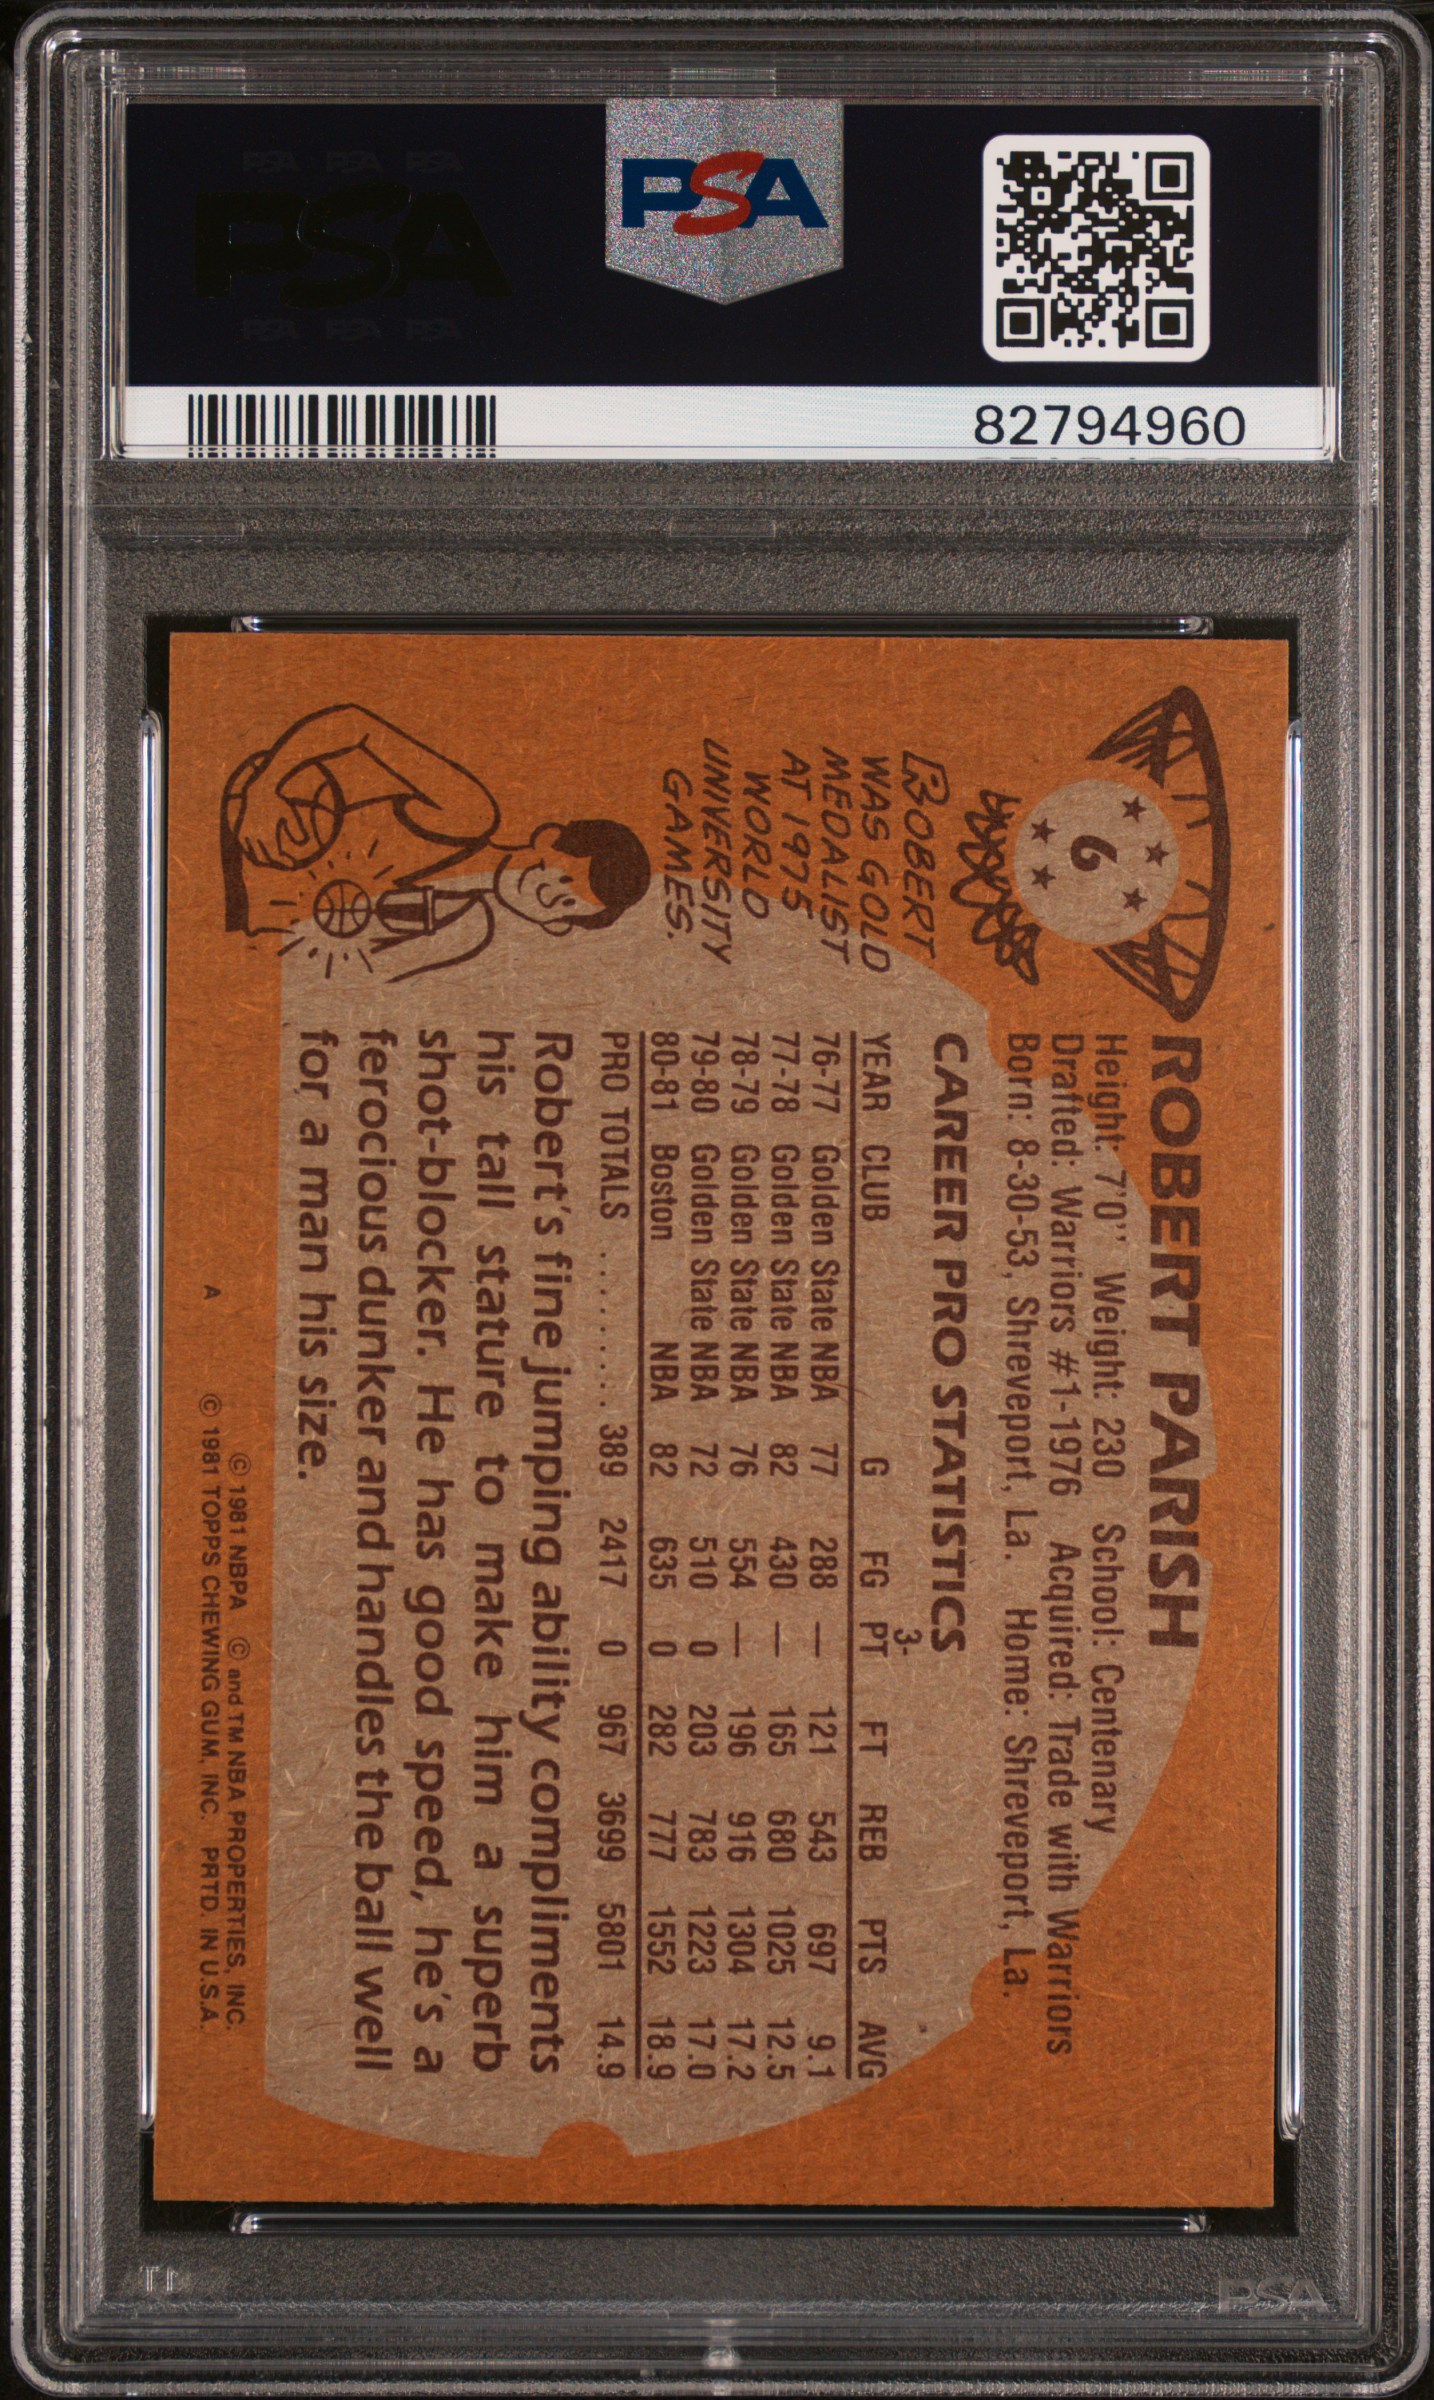 PSA
82794960
6
ROBERT PARISH
Height: 7'0'' Weight: 230 School: Centenary
Drafted: Warriors #1-1976 Acquired: Trade with Warriors
Born: 8-30-53, Shreveport, La. Home: Shreveport, La.
ROBERT
WAS GOLD
MEDALIST
AT 1975
WORLD
UNIVERSITY
GAMES.
CAREER PRO STATISTICS
YEAR CLUB G FG 3-PT FT REB PTS AVG
76-77 Golden State NBA 77 288 — 121 543 697 9.1
77-78 Golden State NBA 82 430 — 165 680 1025 12.5
78-79 Golden State NBA 76 554 — 196 916 1304 17.2
79-80 Golden State NBA 72 510 0 203 783 1223 17.0
80-81 Boston NBA 82 635 0 282 777 1552 18.9
PRO TOTALS ........ 389 2417 0 967 3699 5801 14.9
Robert's fine jumping ability compliments
his tall stature to make him a superb
shot-blocker. He has good speed, he's a
ferocious dunker and handles the ball well
for a man his size.
© 1981 NBPA © and TM NBA PROPERTIES, INC.
A © 1981 TOPPS CHEWING GUM, INC. PRTD. IN U.S.A.
PSA